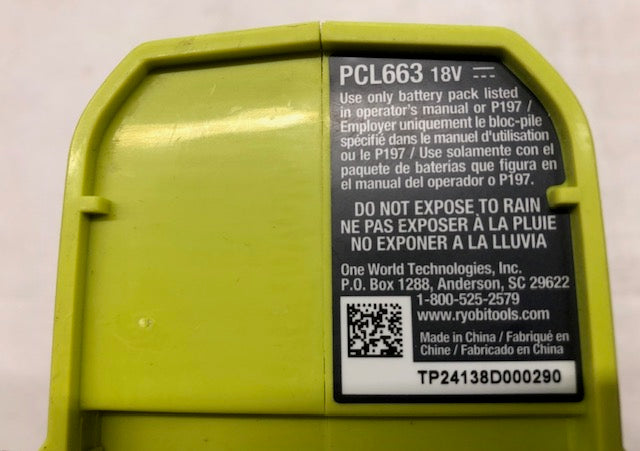 PCL663 18V
Use only battery pack listed
in operator's manual or P197 /
Employer uniquement le bloc-pile
spécifié dans le manuel d'utilisation
ou le P197 / Use solamente con el
paquete de baterias que figura en
el manual del operador o P197.
DO NOT EXPOSE TO RAIN
NE PAS EXPOSER À LA PLUIE
NO EXPONER A LA LLUVIA
One World Technologies, Inc.
P.O. Box 1288, Anderson, SC 29622
1-800-525-2579
www.ryobitools.com
Made in China / Fabriqué en
Chine / Fabricado en China
TP24138D000290